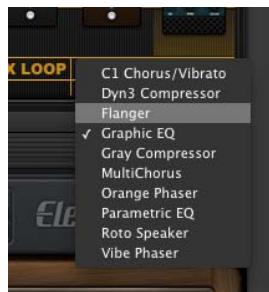 X LOOP
C1 Chorus/Vibrato
Dyn3 Compressor
Flanger
✓ Graphic EQ
Gray Compressor
MultiChorus
Orange Phaser
Parametric EQ
Roto Speaker
Vibe Phaser
Ele